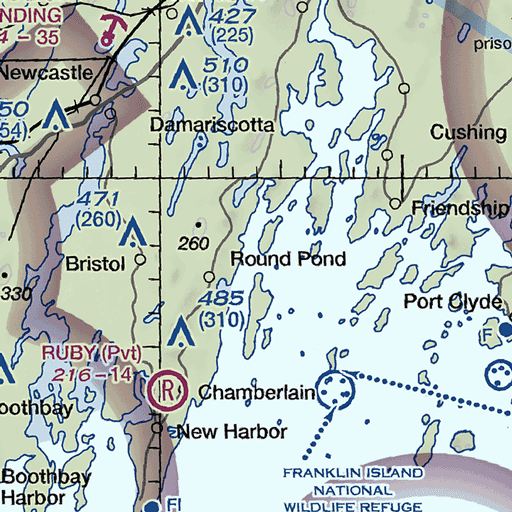 NDING
4 - 35
427
(225)
Newcastle
510
(310)
50
54)
Damariscotta
Cushing
471
(260)
260
Friendship
Bristol
Round Pond
330
485
(310)
Port Clyde
F
RUBY (Pvt)
216 - 14
R
Chamberlain
oothbay
New Harbor
Boothbay
Harbor
FRANKLIN ISLAND
NATIONAL
WILDLIFE REFUGE
Fl
priso